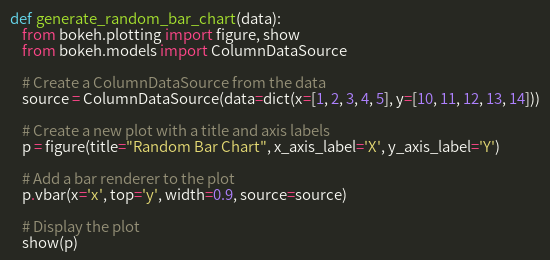 def generate_random_bar_chart(data):
    from bokeh.plotting import figure, show
    from bokeh.models import ColumnDataSource

    # Create a ColumnDataSource from the data
    source = ColumnDataSource(data=dict(x=[1, 2, 3, 4, 5], y=[10, 11, 12, 13, 14]))

    # Create a new plot with a title and axis labels
    p = figure(title="Random Bar Chart", x_axis_label='X', y_axis_label='Y')

    # Add a bar renderer to the plot
    p.vbar(x='x', top='y', width=0.9, source=source)

    # Display the plot
    show(p)